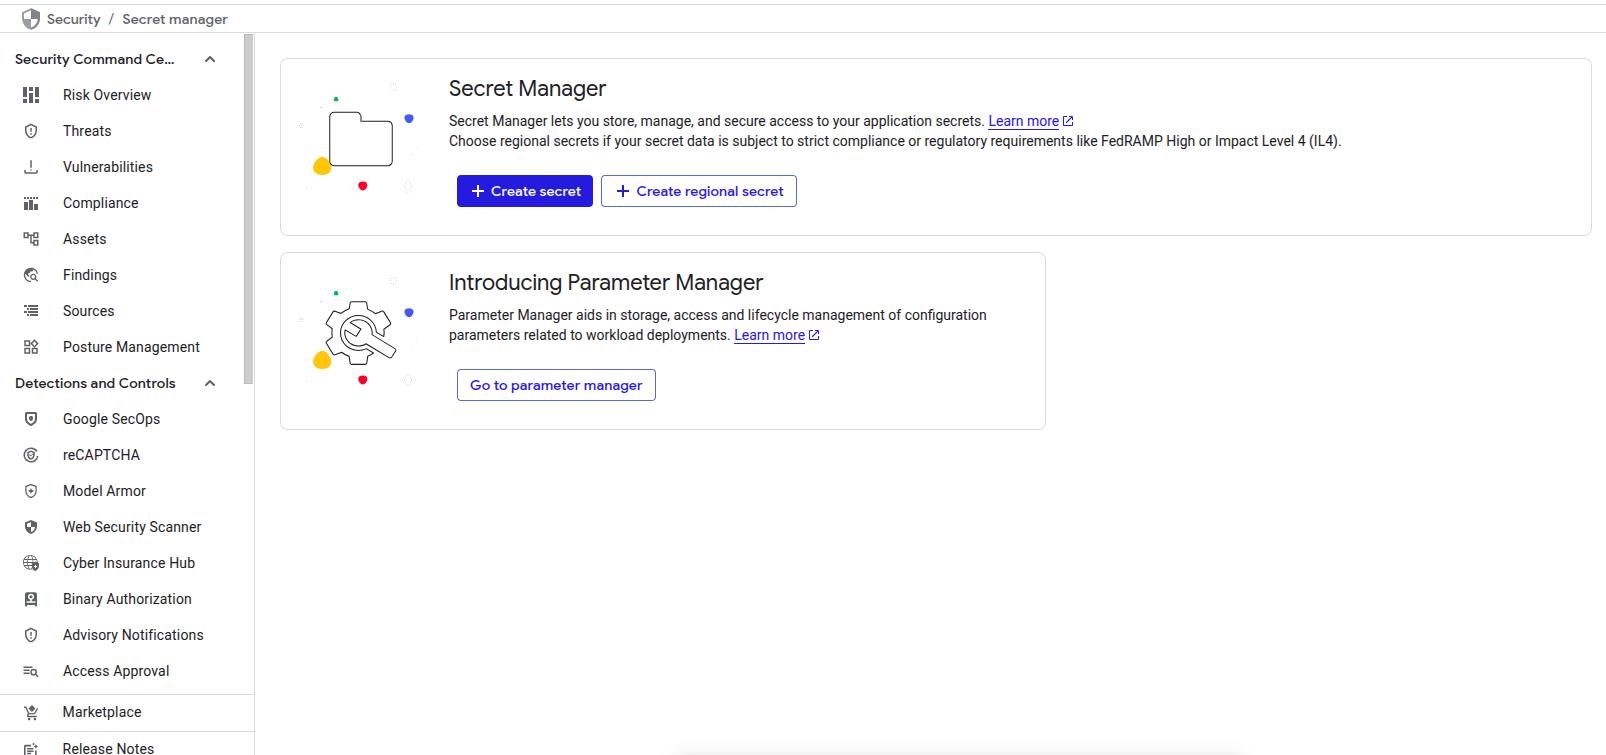 Security / Secret manager
Security Command Ce...
Risk Overview
Threats
Vulnerabilities
Compliance
Assets
Findings
Sources
Posture Management
Detections and Controls
Google SecOps
reCAPTCHA
Model Armor
Web Security Scanner
Cyber Insurance Hub
Binary Authorization
Advisory Notifications
Access Approval
Marketplace
Release Notes
Secret Manager
Secret Manager lets you store, manage, and secure access to your application secrets. Learn more
Choose regional secrets if your secret data is subject to strict compliance or regulatory requirements like FedRAMP High or Impact Level 4 (IL4).
+ Create secret
+ Create regional secret
Introducing Parameter Manager
Parameter Manager aids in storage, access and lifecycle management of configuration
parameters related to workload deployments. Learn more
Go to parameter manager